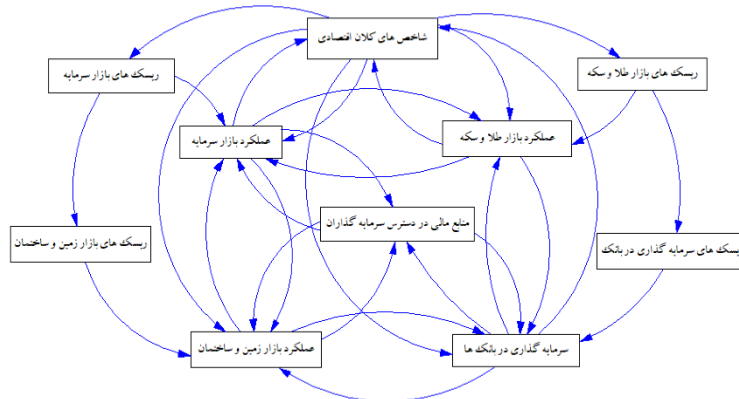 شاخص های کلان اقتصادی
ریسک های بازار طلا و سکه
ریسک های بازار سرمایه
عملکرد بازار طلا و سکه
عملکرد بازار سرمایه
منابع مالی در دسترس سرمایه گذاران
ریسک های سرمایه گذاری در بانک
ریسک های بازار زمین و ساختمان
سرمایه گذاری در بانک ها
عملکرد بازار زمین و ساختمان